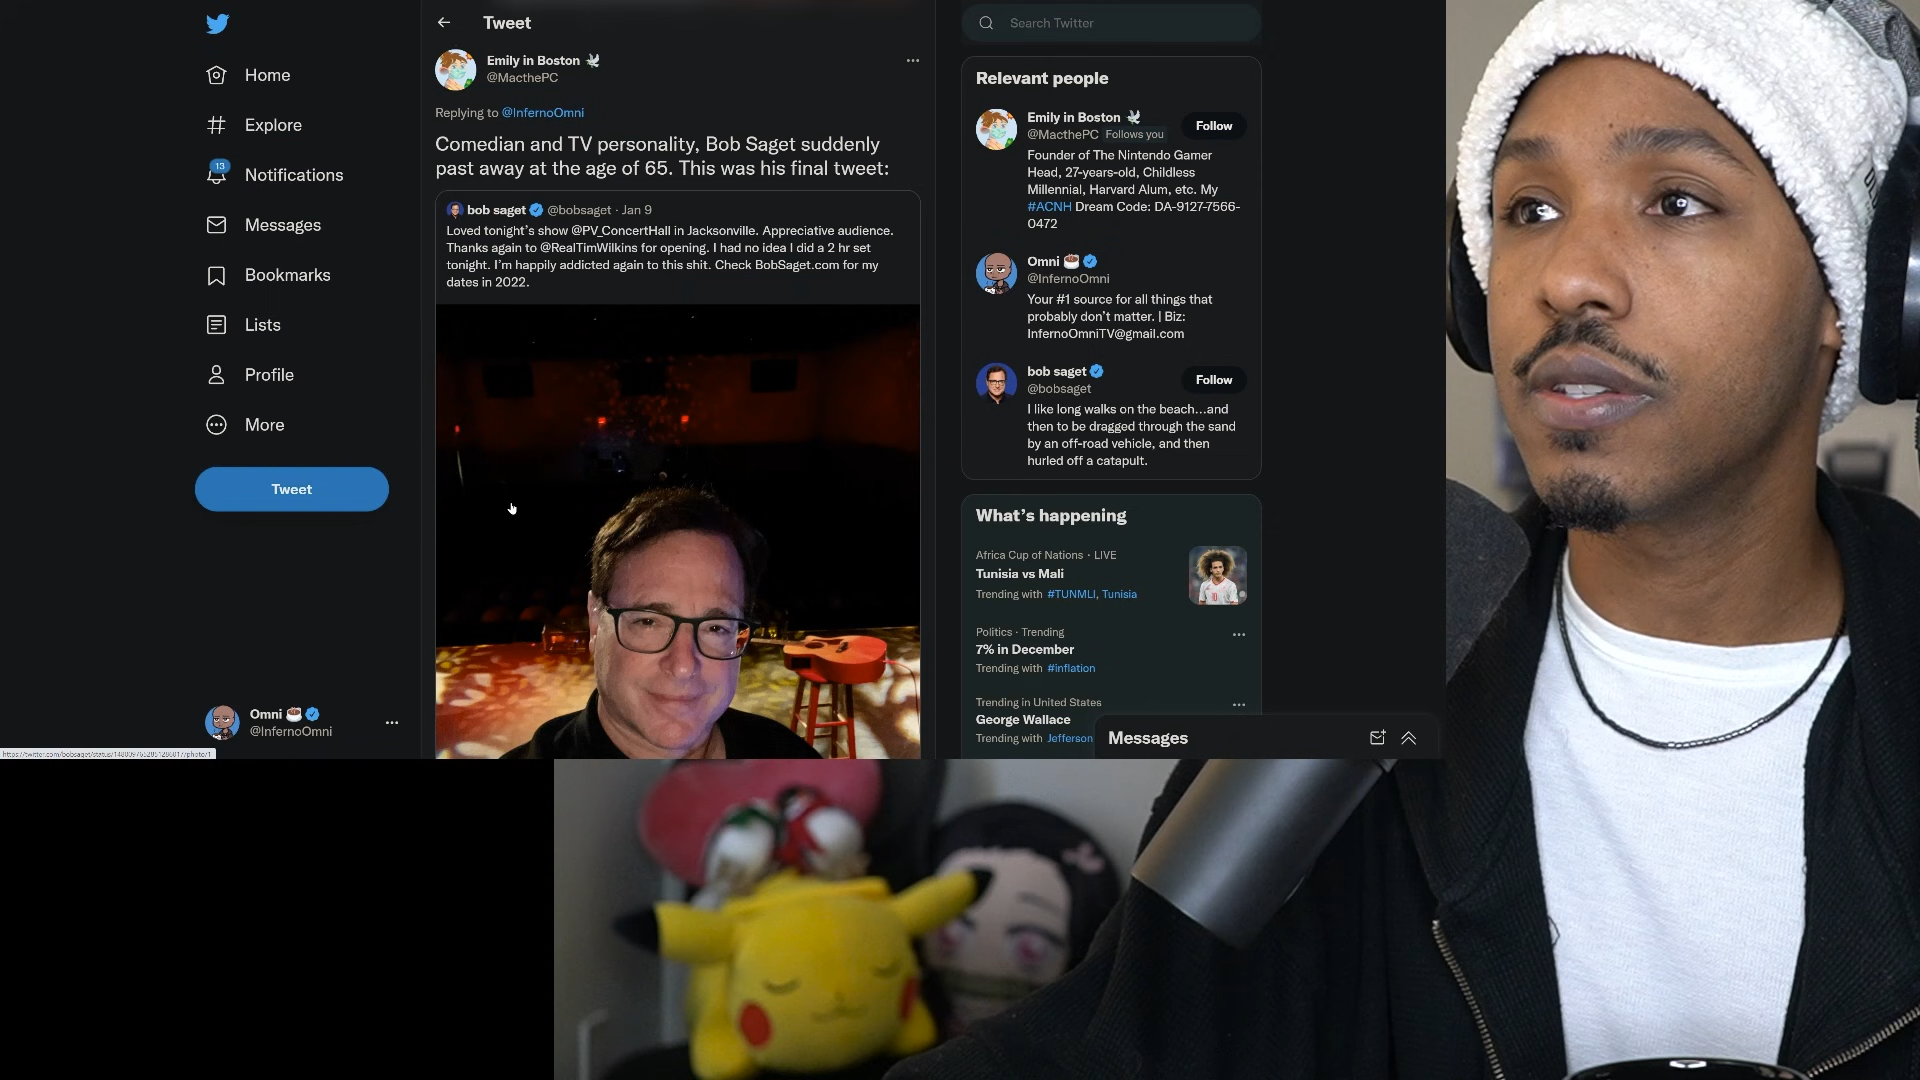 Tweet
Search Twitter
Home
Explore
13
Notifications
Messages
Bookmarks
Lists
Profile
More
Tweet
Omni
@InfernoOmni
Emily in Boston
@MacthePC
Replying to @InfernoOmni
Comedian and TV personality, Bob Saget suddenly
past away at the age of 65. This was his final tweet:
bob saget @bobsaget · Jan 9
Loved tonight's show @PV_ConcertHall in Jacksonville. Appreciative audience.
Thanks again to @RealTimWilkins for opening. I had no idea I did a 2 hr set
tonight. I'm happily addicted again to this shit. Check BobSaget.com for my
dates in 2022.
Relevant people
Emily in Boston
@MacthePC Follows you
Follow
Founder of The Nintendo Gamer
Head, 27-years-old, Childless
Millennial, Harvard Alum, etc. My
#ACNH Dream Code: DA-9127-7566-
0472
Omni
@InfernoOmni
Your #1 source for all things that
probably don't matter. | Biz:
InfernoOmniTV@gmail.com
bob saget
@bobsaget
Follow
I like long walks on the beach...and
then to be dragged through the sand
by an off-road vehicle, and then
hurled off a catapult.
What's happening
Africa Cup of Nations · LIVE
Tunisia vs Mali
Trending with #TUNMLI, Tunisia
Politics · Trending
7% in December
Trending with #inflation
Trending in United States
George Wallace
Trending with Jefferson
Messages